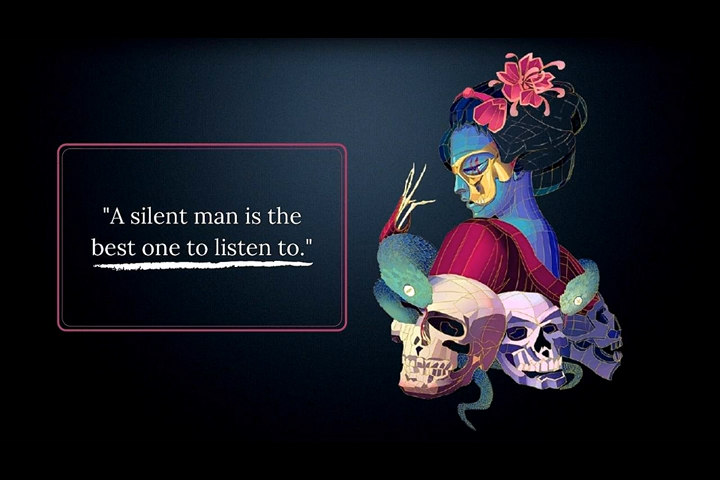 "A silent man is the
best one to listen to."